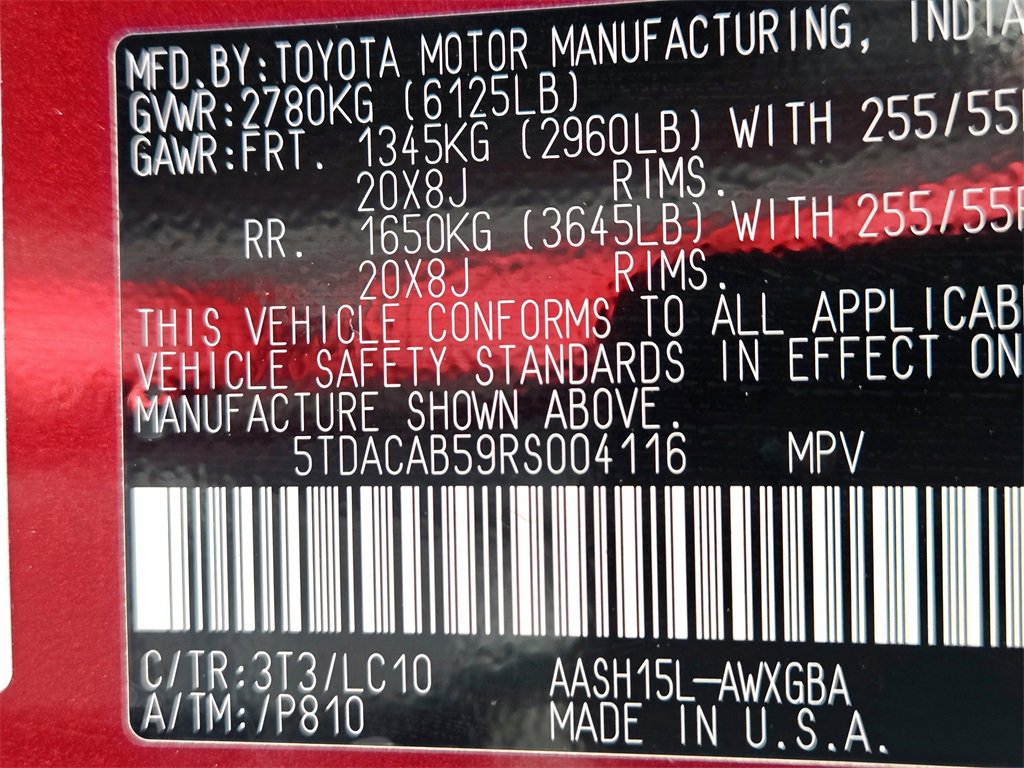 MFD.BY:TOYOTA MOTOR MANUFACTURING, INDIA
GVWR:2780KG (6125LB)
GAWR:FRT. 1345KG (2960LB) WITH 255/55
20X8J RIMS.
RR. 1650KG (3645LB) WITH 255/55R
20X8J RIMS.
THIS VEHICLE CONFORMS TO ALL APPLICAB
VEHICLE SAFETY STANDARDS IN EFFECT ON
MANUFACTURE SHOWN ABOVE.
5TDACAB59RS004116 MPV
C/TR:3T3/LC10 AASH15L-AWXGBA
A/TM:/P810 MADE IN U.S.A.